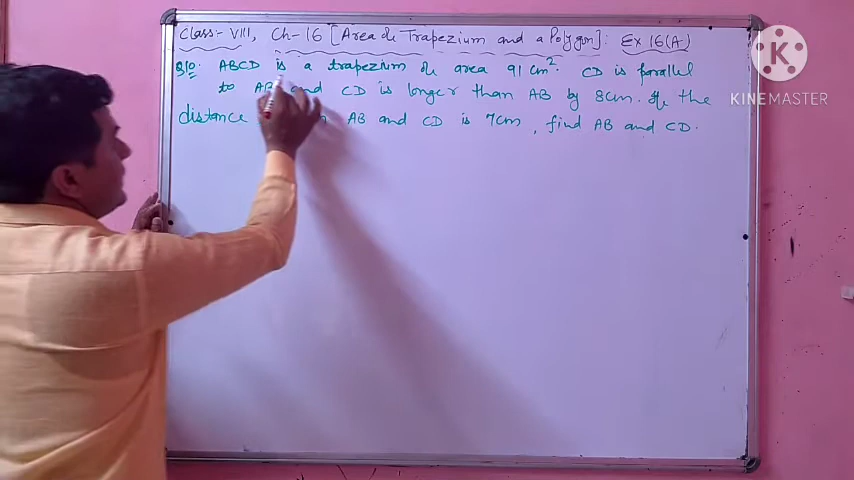 Class-VIII, Ch-16 [Area of Trapezium and a Polygon]: Ex 16(A)
Q10. ABCD is a trapezium of area 91 cm². CD is parallel
to AB and CD is longer than AB by 8cm. If the
distance AB and CD is 7cm, find AB and CD.
KINEMASTER